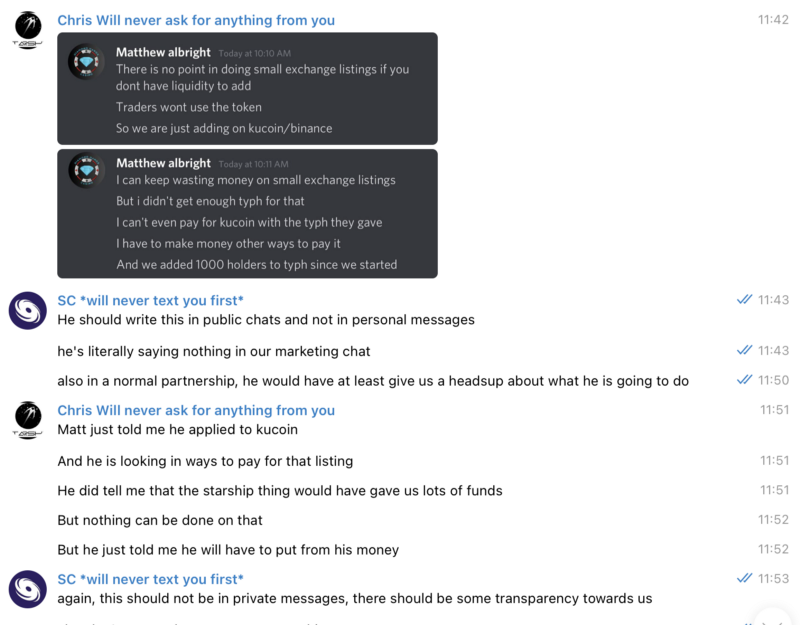 Chris Will never ask for anything from you 11:42
Matthew albright Today at 10:10 AM
There is no point in doing small exchange listings if you
dont have liquidity to add
Traders wont use the token
So we are just adding on kucoin/binance
Matthew albright Today at 10:11 AM
I can keep wasting money on small exchange listings
But i didn't get enough typh for that
I can't even pay for kucoin with the typh they gave
I have to make money other ways to pay it
And we added 1000 holders to typh since we started
SC *will never text you first* 11:43
He should write this in public chats and not in personal messages
he's literally saying nothing in our marketing chat 11:43
also in a normal partnership, he would have at least give us a headsup about what he is going to do 11:50
Chris Will never ask for anything from you 11:51
Matt just told me he applied to kucoin
And he is looking in ways to pay for that listing 11:51
He did tell me that the starship thing would have gave us lots of funds 11:51
But nothing can be done on that 11:52
But he just told me he will have to put from his money 11:52
SC *will never text you first* 11:53
again, this should not be in private messages, there should be some transparency towards us